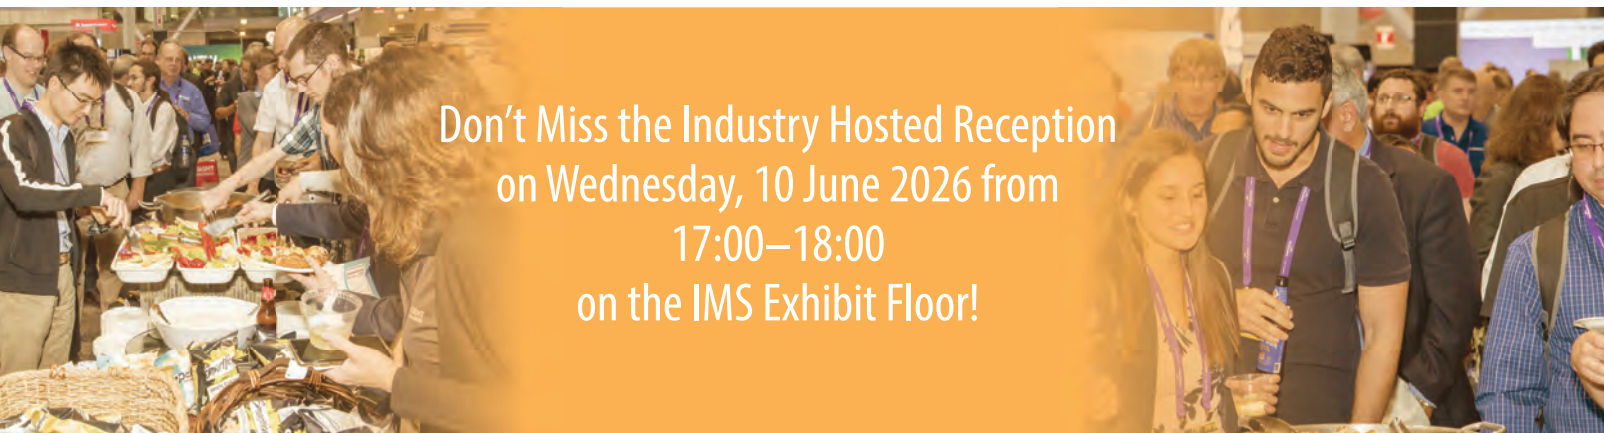 Don’t Miss the Industry Hosted Reception
on Wednesday, 10 June 2026 from
17:00–18:00
on the IMS Exhibit Floor!